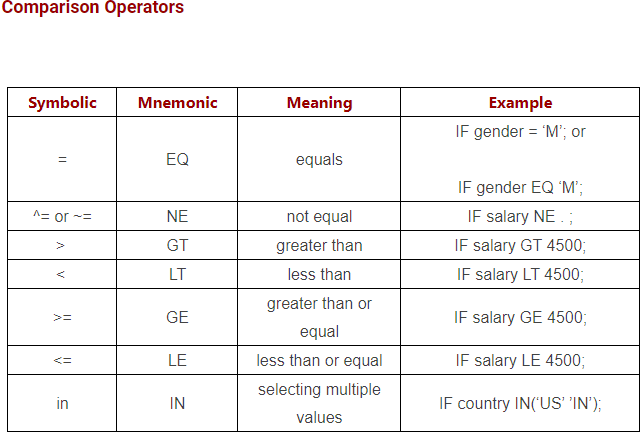 Comparison Operators
Symbolic Mnemonic Meaning Example
IF gender = ‘M’; or
= EQ equals
IF gender EQ ‘M’;
^= or ~= NE not equal IF salary NE . ;
> GT greater than IF salary GT 4500;
< LT less than IF salary LT 4500;
greater than or
>= GE IF salary GE 4500;
equal
<= LE less than or equal IF salary LE 4500;
selecting multiple
in IN IF country IN(‘US’ ’IN’);
values